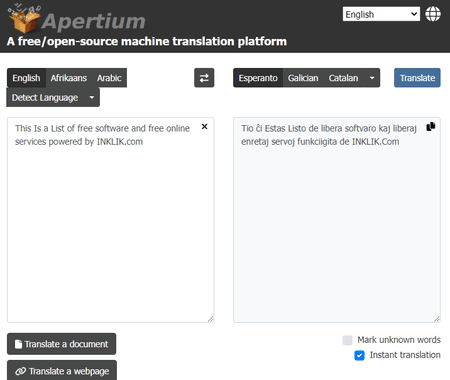 Apertium
English
A free/open-source machine translation platform
English Afrikaans Arabic
Esperanto Galician Catalan
Translate
Detect Language
This Is a List of free software and free online
services powered by INKLIK.com
Tio ĉi Estas Listo de libera softvaro kaj liberaj
enretaj servoj funkciigita de INKLIK.Com
Translate a document
Mark unknown words
Instant translation
Translate a webpage